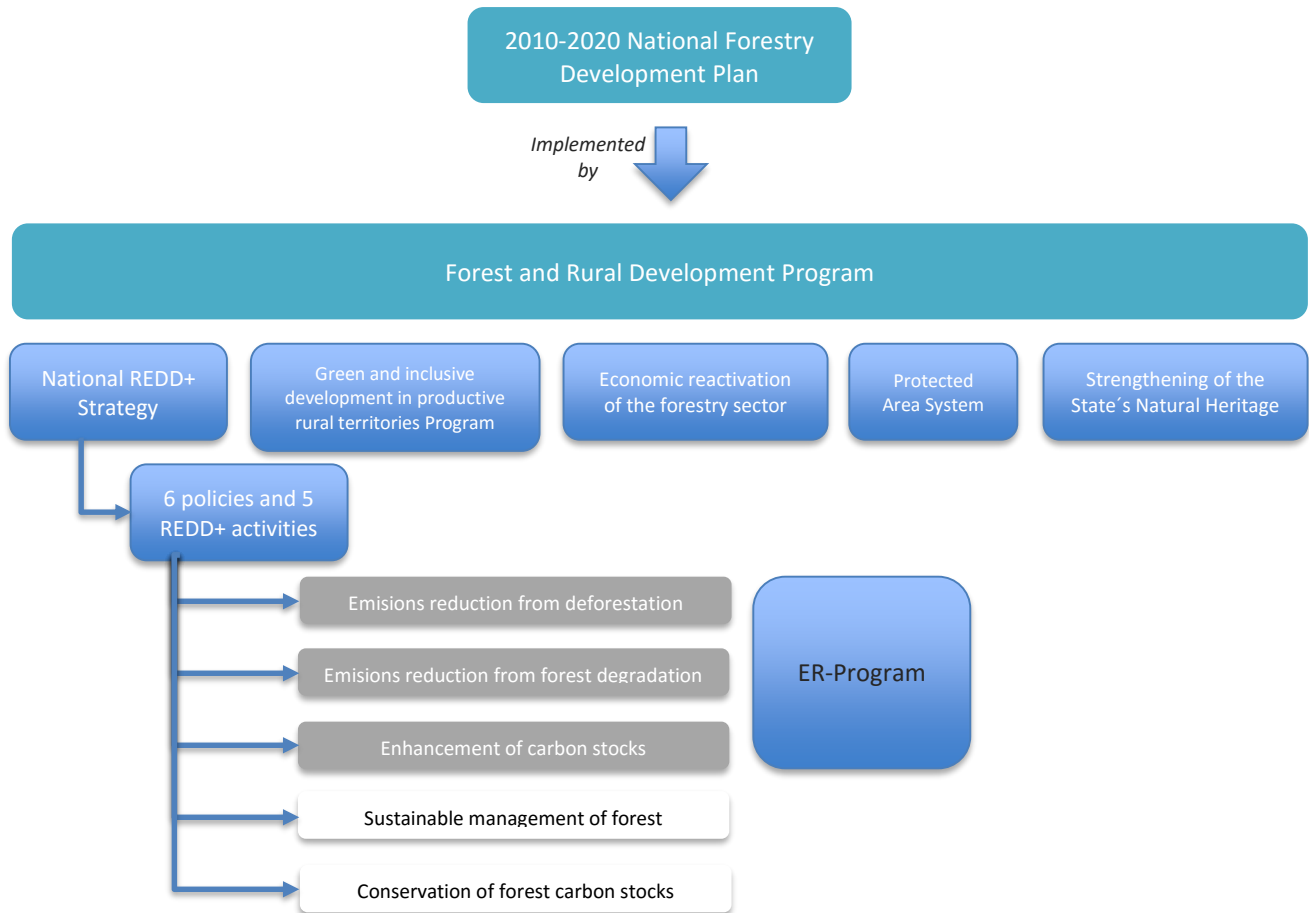 2010-2020 National Forestry
Development Plan
Implemented
by
Forest and Rural Development Program
National REDD+
Strategy
Green and inclusive
development in productive
rural territories Program
Economic reactivation
of the forestry sector
Protected
Area System
Strengthening of the
State´s Natural Heritage
6 policies and 5
REDD+ activities
Emisions reduction from deforestation
Emisions reduction from forest degradation
Enhancement of carbon stocks
Sustainable management of forest
Conservation of forest carbon stocks
ER-Program